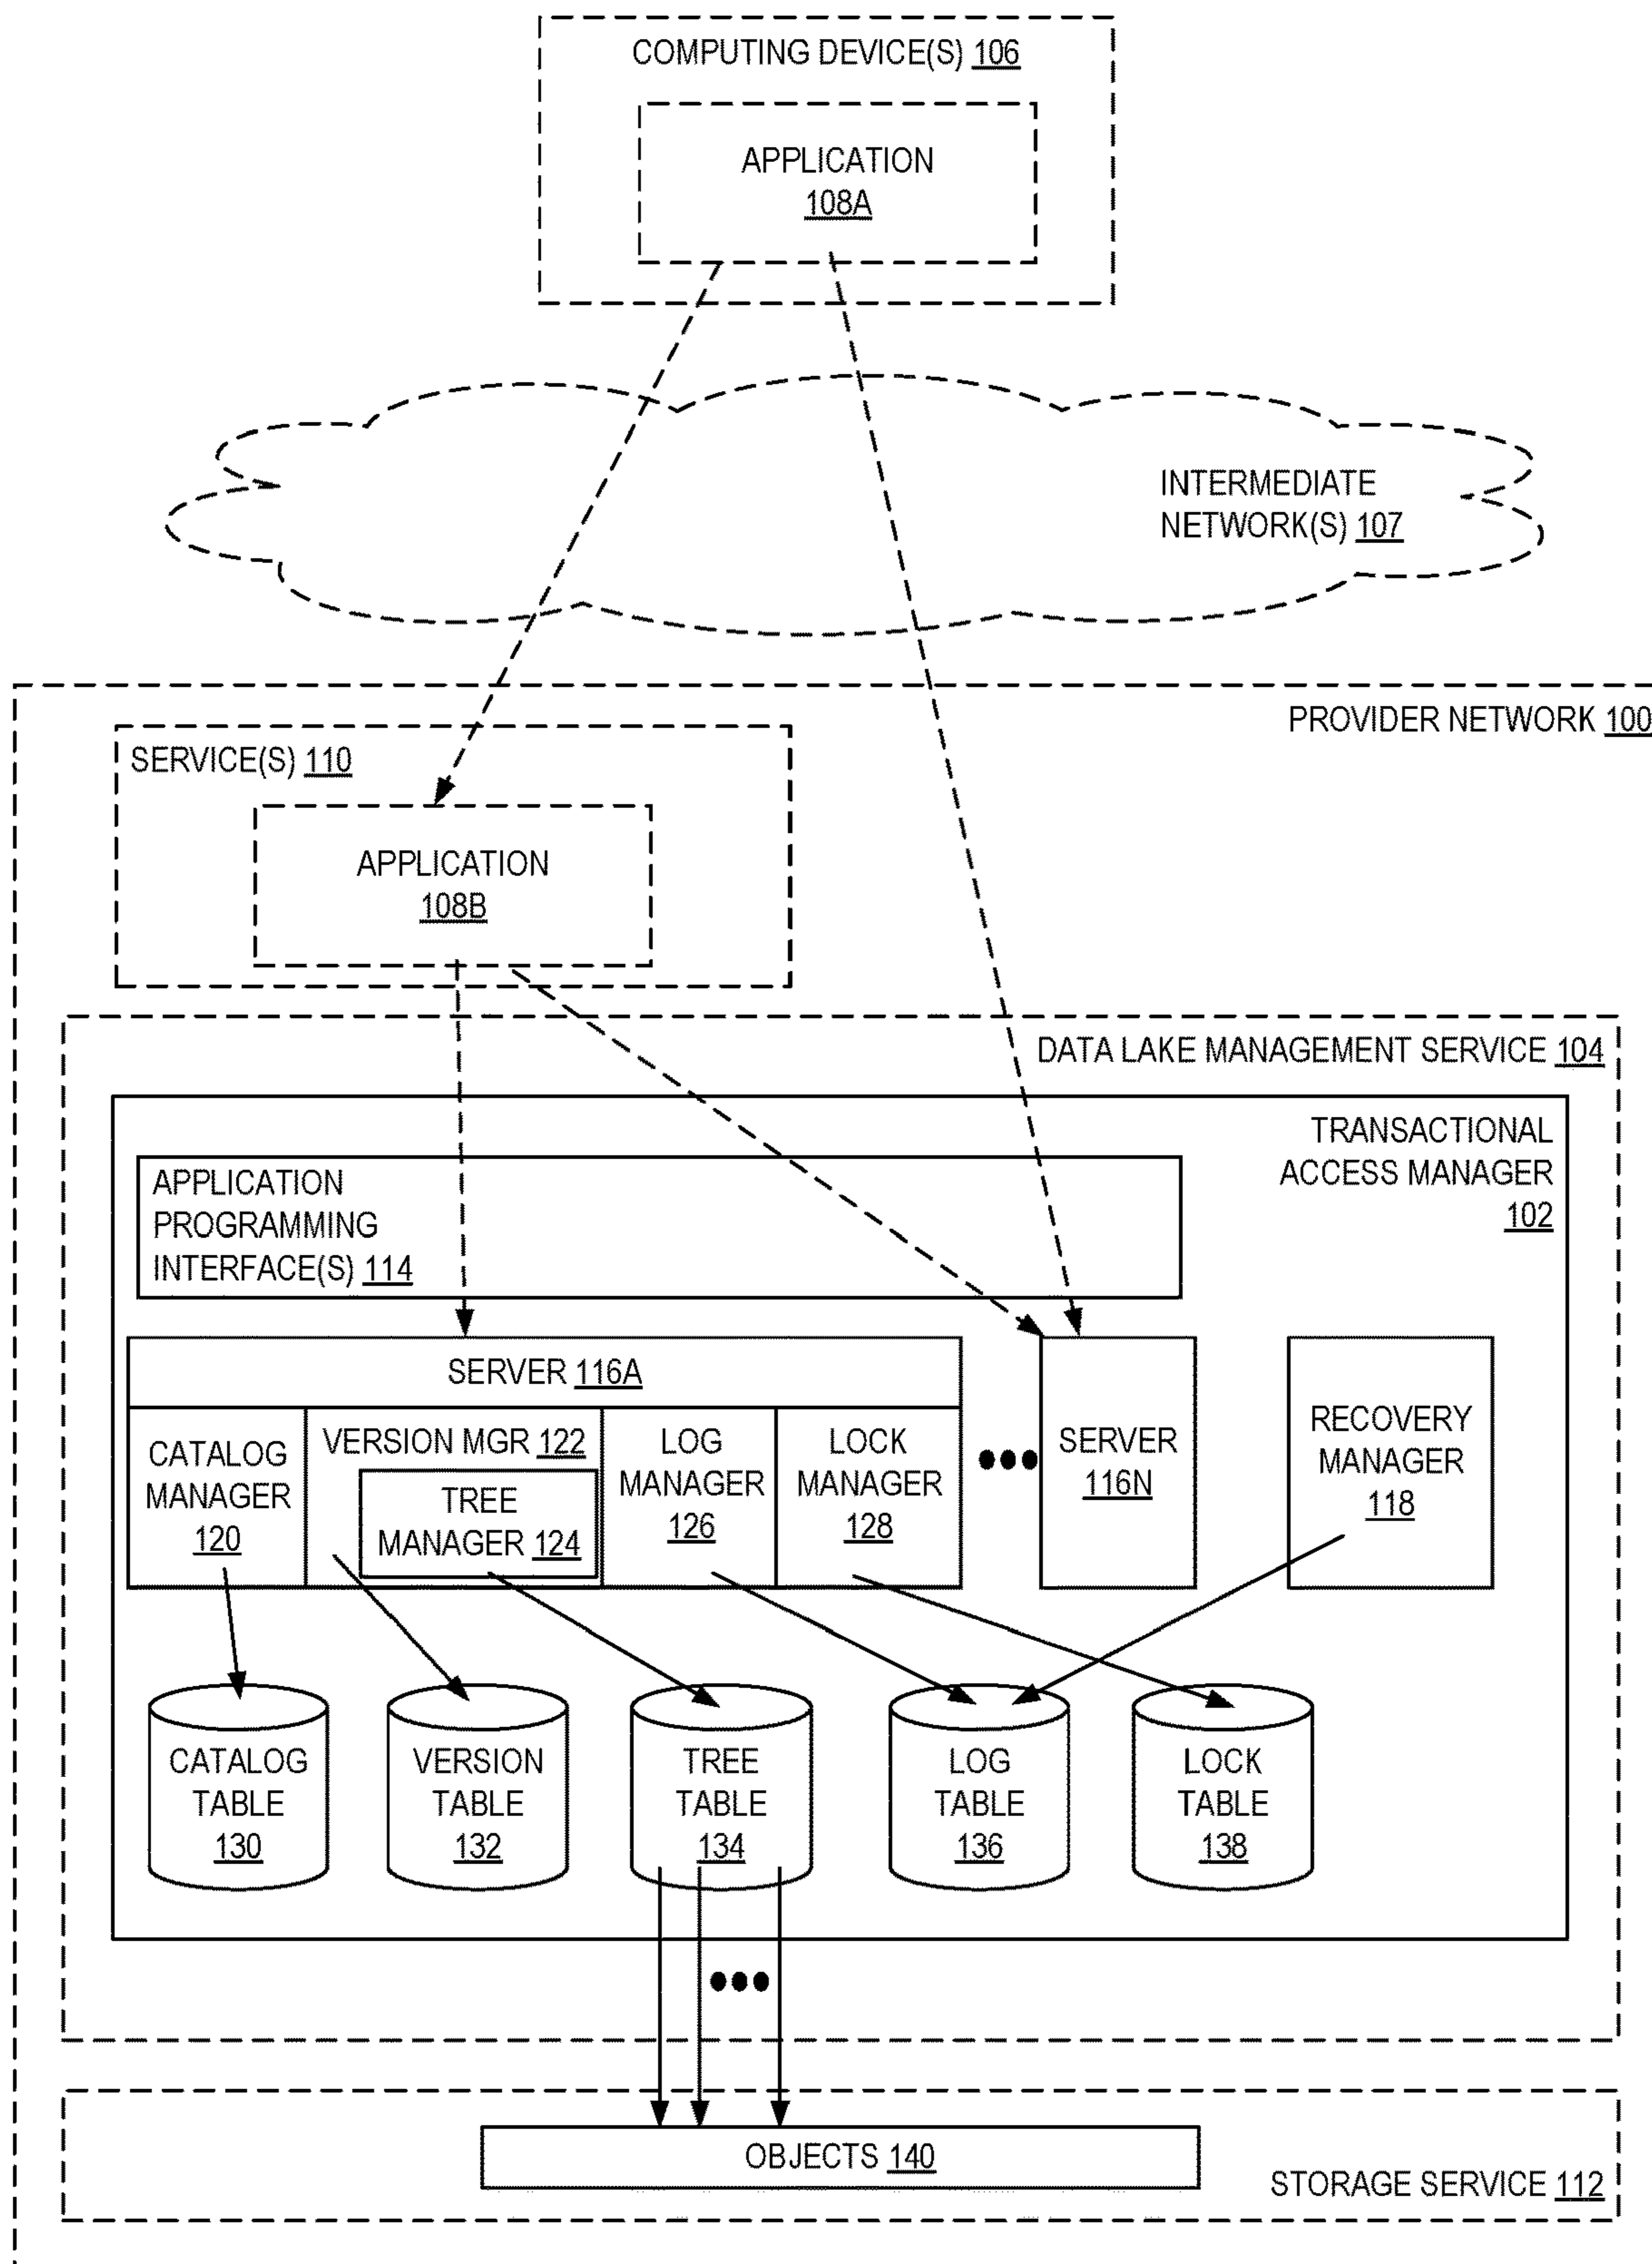 COMPUTING DEVICE(S) 106
APPLICATION
108A
INTERMEDIATE
NETWORK(S) 107
PROVIDER NETWORK 100
SERVICE(S) 110
APPLICATION
108B
DATA LAKE MANAGEMENT SERVICE 104
TRANSACTIONAL
ACCESS MANAGER
102
APPLICATION
PROGRAMMING
INTERFACE(S) 114
SERVER 116A
CATALOG
MANAGER
120
VERSION MGR 122
TREE
MANAGER 124
LOG
MANAGER
126
LOCK
MANAGER
128
SERVER
116N
RECOVERY
MANAGER
118
CATALOG
TABLE
130
VERSION
TABLE
132
TREE
TABLE
134
LOG
TABLE
136
LOCK
TABLE
138
OBJECTS 140
STORAGE SERVICE 112